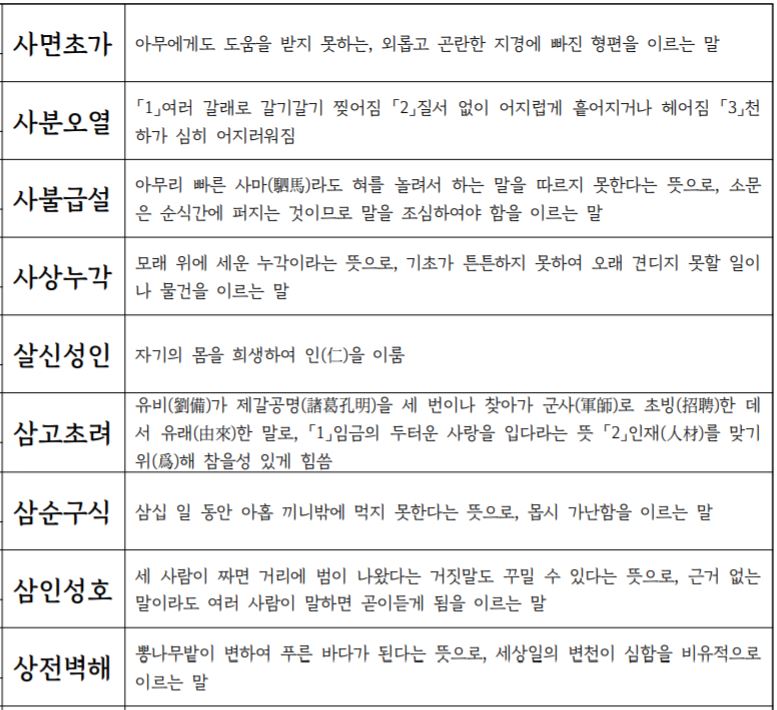 사면초가
아무에게도 도움을 받지 못하는, 외롭고 곤란한 지경에 빠진 형편을 이르는 말
사분오열
「1」여러 갈래로 갈기갈기 찢어짐 「2」질서 없이 어지럽게 흩어지거나 헤어짐 「3」천
하가 심히 어지러워짐
사불급설
아무리 빠른 사마(駟馬)라도 혀를 놀려서 하는 말을 따르지 못한다는 뜻으로, 소문
은 순식간에 퍼지는 것이므로 말을 조심하여야 함을 이르는 말
사상누각
모래 위에 세운 누각이라는 뜻으로, 기초가 튼튼하지 못하여 오래 견디지 못할 일이
나 물건을 이르는 말
살신성인
자기의 몸을 희생하여 인(仁)을 이룸
삼고초려
유비(劉備)가 제갈공명(諸葛孔明)을 세 번이나 찾아가 군사(軍師)로 초빙(招聘)한 데
서 유래(由來)한 말로, 「1」임금의 두터운 사랑을 입다라는 뜻 「2」인재(人材)를 맞기
위(爲)해 참을성 있게 힘씀
삼순구식
삼십 일 동안 아홉 끼니밖에 먹지 못한다는 뜻으로, 몹시 가난함을 이르는 말
삼인성호
세 사람이 짜면 거리에 범이 나왔다는 거짓말도 꾸밀 수 있다는 뜻으로, 근거 없는
말이라도 여러 사람이 말하면 곧이듣게 됨을 이르는 말
상전벽해
뽕나무밭이 변하여 푸른 바다가 된다는 뜻으로, 세상일의 변천이 심함을 비유적으로
이르는 말